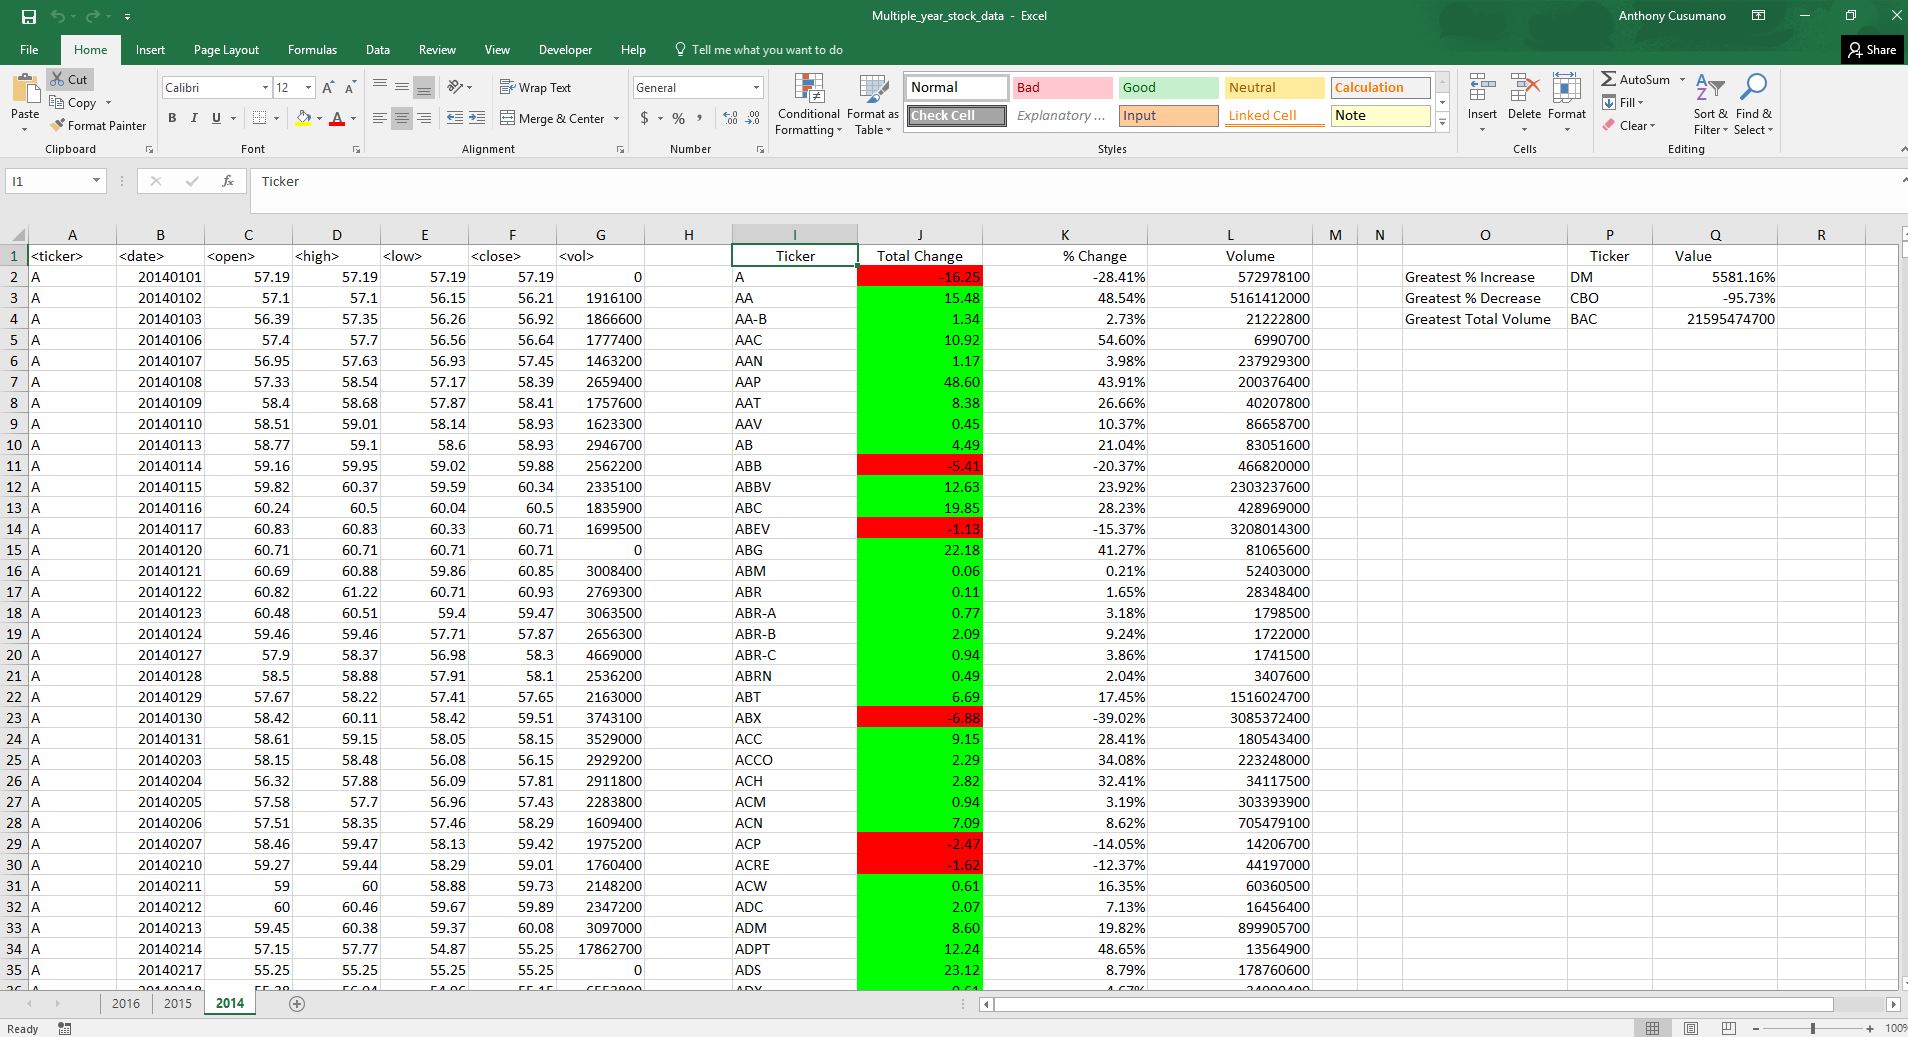 Multiple_year_stock_data - Excel Anthony Cusumano
File Home Insert Page Layout Formulas Data Review View Developer Help Tell me what you want to do Share
Cut Calibri 12 Wrap Text General Normal Bad Good Neutral Calculation AutoSum
Copy Fill
Paste Format Painter Merge & Center $ % Conditional Formatting Format as Table Check Cell Explanatory ... Input Linked Cell Note Insert Delete Format Clear Sort & Filter Find & Select
Clipboard Font Alignment Number Styles Cells Editing
I1 fx Ticker
A B C D E F G H I J K L M N O P Q R
1 <ticker> <date> <open> <high> <low> <close> <vol> Ticker Total Change % Change Volume Ticker Value
2 A 20140101 57.19 57.19 57.19 57.19 0 A -16.25 -28.41% 572978100 Greatest % Increase DM 5581.16%
3 A 20140102 57.1 57.1 56.15 56.21 1916100 AA 15.48 48.54% 5161412000 Greatest % Decrease CBO -95.73%
4 A 20140103 56.39 57.35 56.26 56.92 1866600 AA-B 1.34 2.73% 21222800 Greatest Total Volume BAC 21595474700
5 A 20140106 57.4 57.7 56.56 56.64 1777400 AAC 10.92 54.60% 6990700
6 A 20140107 56.95 57.63 56.93 57.45 1463200 AAN 1.17 3.98% 237929300
7 A 20140108 57.33 58.54 57.17 58.39 2659400 AAP 48.60 43.91% 200376400
8 A 20140109 58.4 58.68 57.87 58.41 1757600 AAT 8.38 26.66% 40207800
9 A 20140110 58.51 59.01 58.14 58.93 1623300 AAV 0.45 10.37% 86658700
10 A 20140113 58.77 59.1 58.6 58.93 2946700 AB 4.49 21.04% 83051600
11 A 20140114 59.16 59.95 59.02 59.88 2562200 ABB -5.41 -20.37% 466820000
12 A 20140115 59.82 60.37 59.59 60.34 2335100 ABBV 12.63 23.92% 2303237600
13 A 20140116 60.24 60.5 60.04 60.5 1835900 ABC 19.85 28.23% 428969000
14 A 20140117 60.83 60.83 60.33 60.71 1699500 ABEV -1.13 -15.37% 3208014300
15 A 20140120 60.71 60.71 60.71 60.71 0 ABG 22.18 41.27% 81065600
16 A 20140121 60.69 60.88 59.86 60.85 3008400 ABM 0.06 0.21% 52403000
17 A 20140122 60.82 61.22 60.71 60.93 2769300 ABR 0.11 1.65% 28348400
18 A 20140123 60.48 60.51 59.4 59.47 3063500 ABR-A 0.77 3.18% 1798500
19 A 20140124 59.46 59.46 57.71 57.87 2656300 ABR-B 2.09 9.24% 1722000
20 A 20140127 57.9 58.37 56.98 58.3 4669000 ABR-C 0.94 3.86% 1741500
21 A 20140128 58.5 58.88 57.91 58.1 2536200 ABRN 0.49 2.04% 3407600
22 A 20140129 57.67 58.22 57.41 57.65 2163000 ABT 6.69 17.45% 1516024700
23 A 20140130 58.42 60.11 58.42 59.51 3743100 ABX -6.88 -39.02% 3085372400
24 A 20140131 58.61 59.15 58.05 58.15 3529000 ACC 9.15 28.41% 180543400
25 A 20140203 58.15 58.48 56.08 56.15 2929200 ACCO 2.29 34.08% 223248000
26 A 20140204 56.32 57.88 56.09 57.81 2911800 ACH 2.82 32.41% 34117500
27 A 20140205 57.58 57.7 56.96 57.43 2283800 ACM 0.94 3.19% 303393900
28 A 20140206 57.51 58.35 57.46 58.29 1609400 ACN 7.09 8.62% 705479100
29 A 20140207 58.46 59.47 58.13 59.42 1975200 ACP -2.47 -14.05% 14206700
30 A 20140210 59.27 59.44 58.29 59.01 1760400 ACRE -1.62 -12.37% 44197000
31 A 20140211 59 60 58.88 59.73 2148200 ACW 0.61 16.35% 60360500
32 A 20140212 60 60.46 59.67 59.89 2347200 ADC 2.07 7.13% 16456400
33 A 20140213 59.45 60.38 59.37 60.08 3097000 ADM 8.60 19.82% 899905700
34 A 20140214 57.15 57.77 54.87 55.25 17862700 ADPT 12.24 48.65% 13564900
35 A 20140217 55.25 55.25 55.25 55.25 0 ADS 23.12 8.79% 178760600
2016 2015 2014
Ready 100%